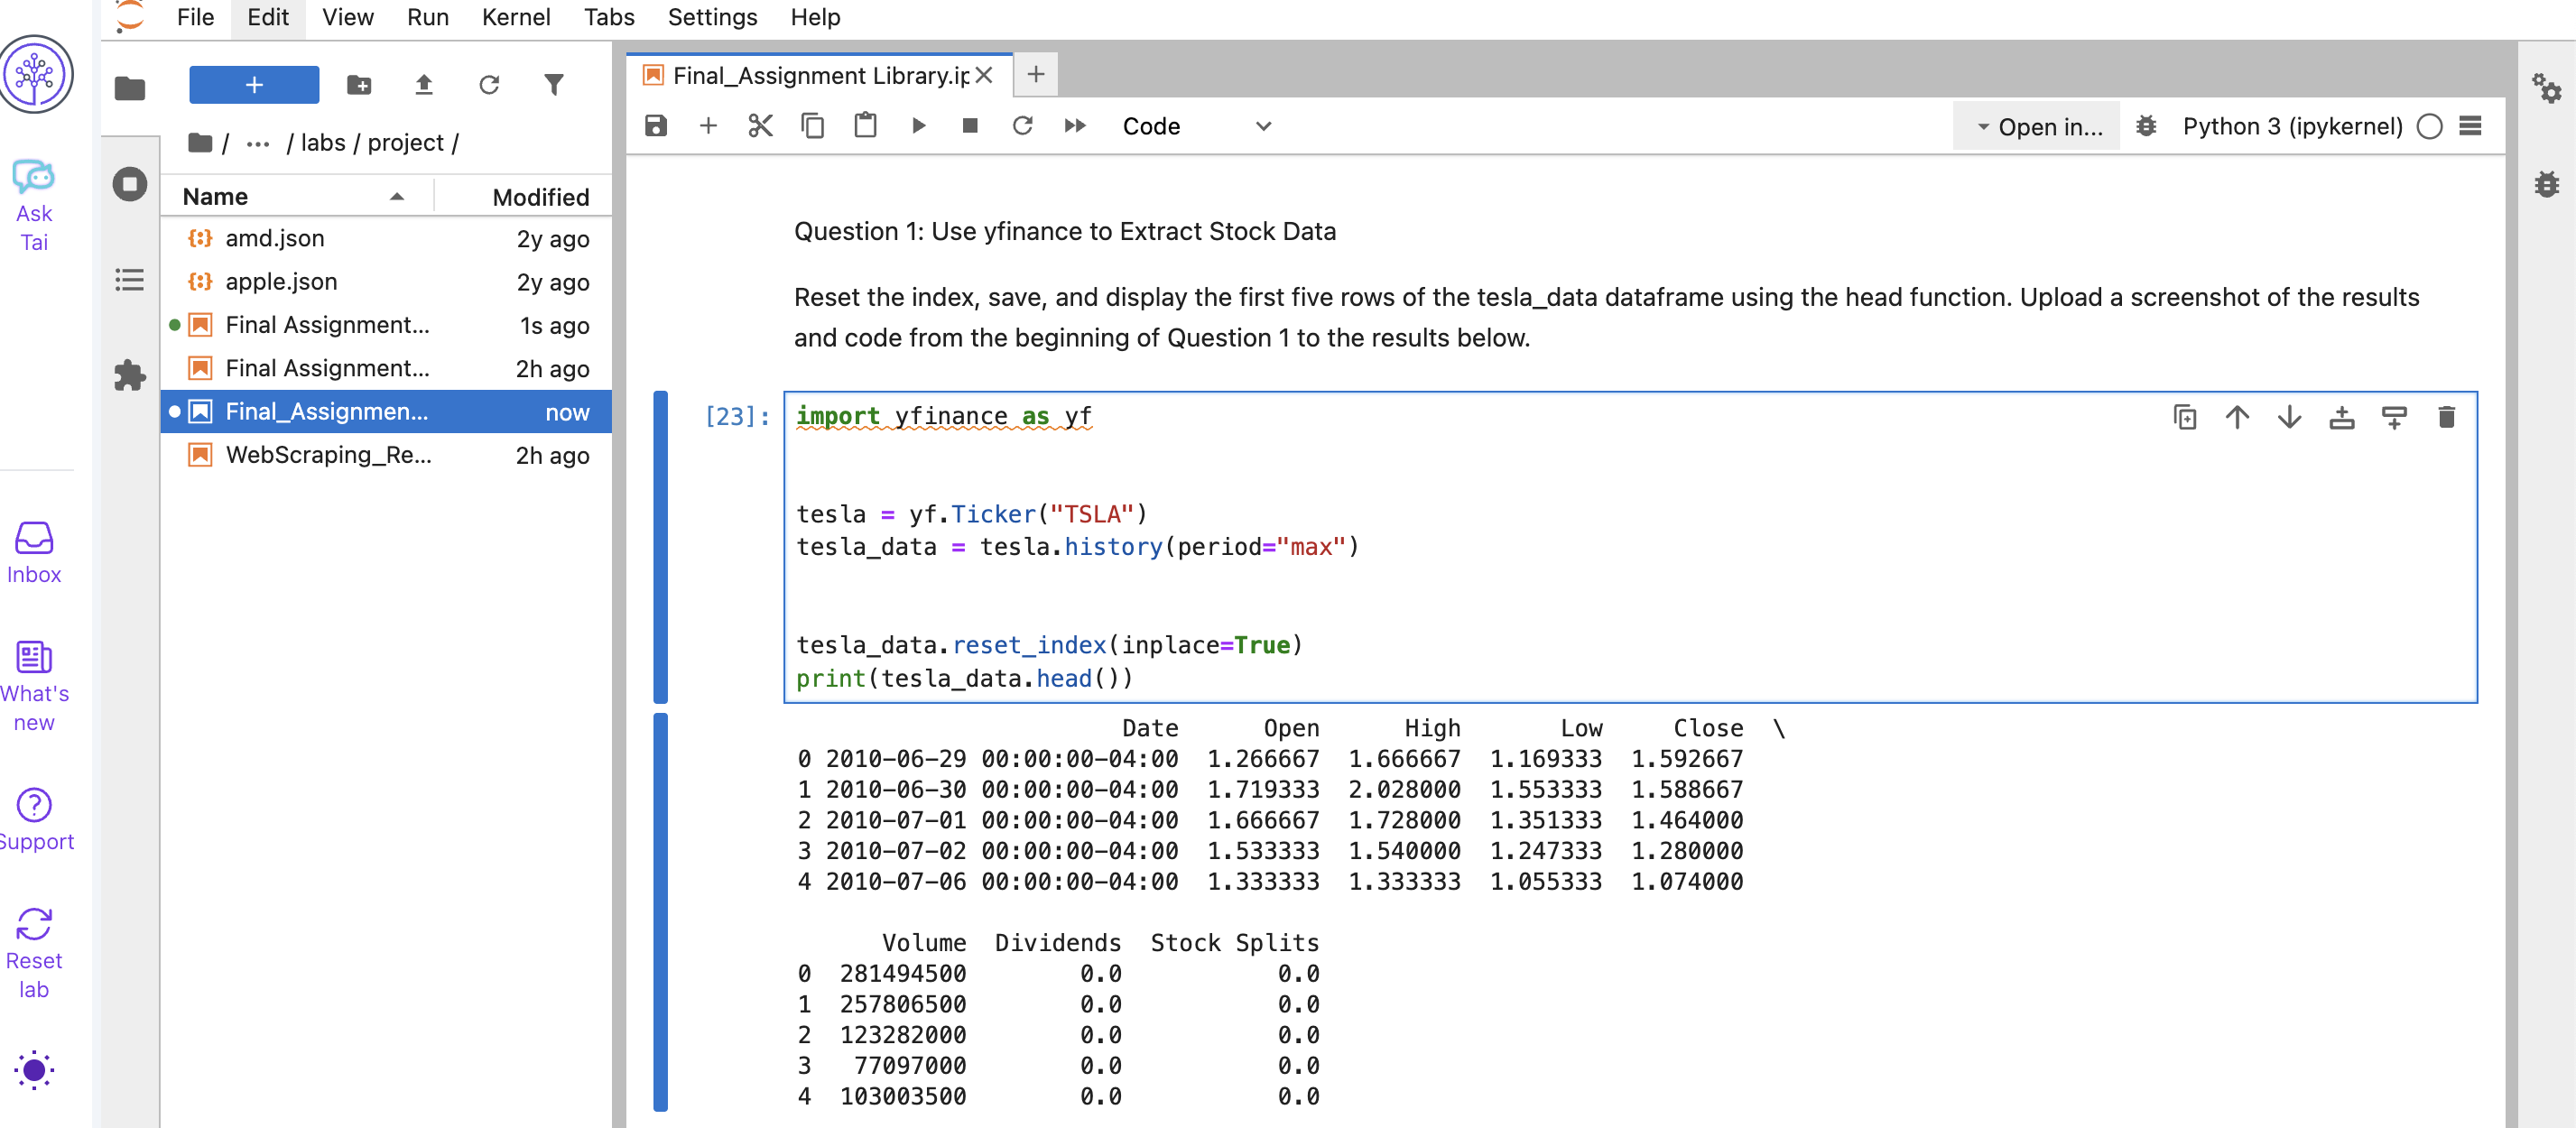 File Edit View Run Kernel Tabs Settings Help
Ask
Tai
Inbox
What's
new
Support
Reset
lab
/ ... / labs / project /
Name Modified
amd.json 2y ago
apple.json 2y ago
Final Assignment... 1s ago
Final Assignment... 2h ago
Final_Assignmen... now
WebScraping_Re... 2h ago
Final_Assignment Library.ip
Code Open in... Python 3 (ipykernel)
Question 1: Use yfinance to Extract Stock Data
Reset the index, save, and display the first five rows of the tesla_data dataframe using the head function. Upload a screenshot of the results
and code from the beginning of Question 1 to the results below.
[23]: import yfinance as yf
tesla = yf.Ticker("TSLA")
tesla_data = tesla.history(period="max")
tesla_data.reset_index(inplace=True)
print(tesla_data.head())
Date Open High Low Close \
0 2010-06-29 00:00:00-04:00 1.266667 1.666667 1.169333 1.592667
1 2010-06-30 00:00:00-04:00 1.719333 2.028000 1.553333 1.588667
2 2010-07-01 00:00:00-04:00 1.666667 1.728000 1.351333 1.464000
3 2010-07-02 00:00:00-04:00 1.533333 1.540000 1.247333 1.280000
4 2010-07-06 00:00:00-04:00 1.333333 1.333333 1.055333 1.074000
Volume Dividends Stock Splits
0 281494500 0.0 0.0
1 257806500 0.0 0.0
2 123282000 0.0 0.0
3 77097000 0.0 0.0
4 103003500 0.0 0.0